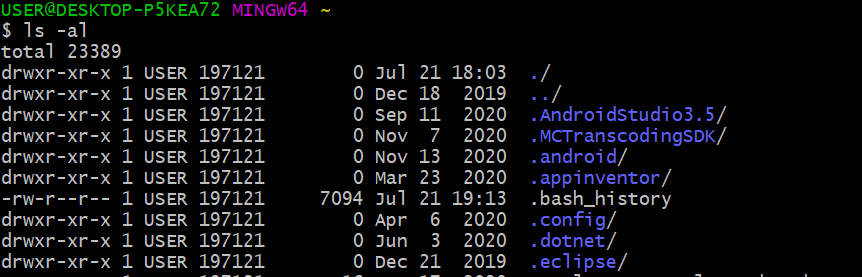 USER@DESKTOP-P5KEA72 MINGW64 ~
$ ls -al
total 23389
drwxr-xr-x 1 USER 197121       0 Jul 21 18:03  ./
drwxr-xr-x 1 USER 197121       0 Dec 18  2019  ../
drwxr-xr-x 1 USER 197121       0 Sep 11  2020  .AndroidStudio3.5/
drwxr-xr-x 1 USER 197121       0 Nov  7  2020  .MCTranscodingSDK/
drwxr-xr-x 1 USER 197121       0 Nov 13  2020  .android/
drwxr-xr-x 1 USER 197121       0 Mar 23  2020  .appinventor/
-rw-r--r-- 1 USER 197121    7094 Jul 21 19:13  .bash_history
drwxr-xr-x 1 USER 197121       0 Apr  6  2020  .config/
drwxr-xr-x 1 USER 197121       0 Jun  3  2020  .dotnet/
drwxr-xr-x 1 USER 197121       0 Dec 21  2019  .eclipse/